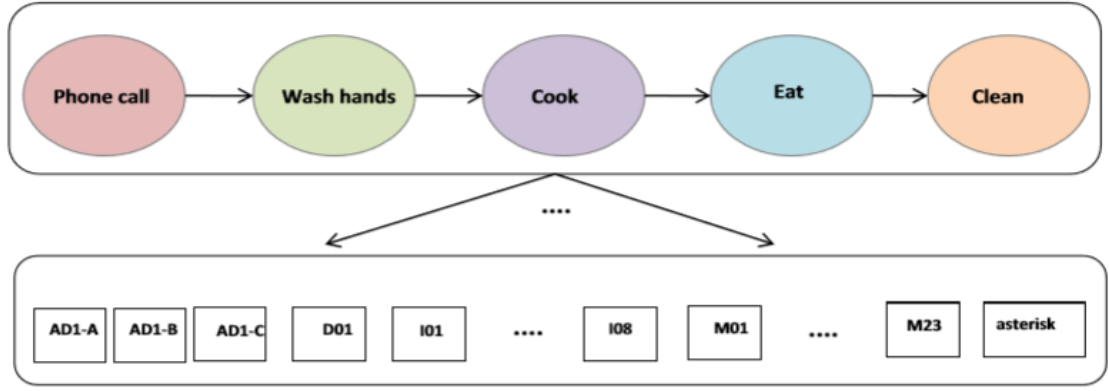 Phone call
Wash hands
Cook
Eat
Clean
....
AD1-A
AD1-B
AD1-C
D01
I01
....
I08
M01
....
M23
asterisk